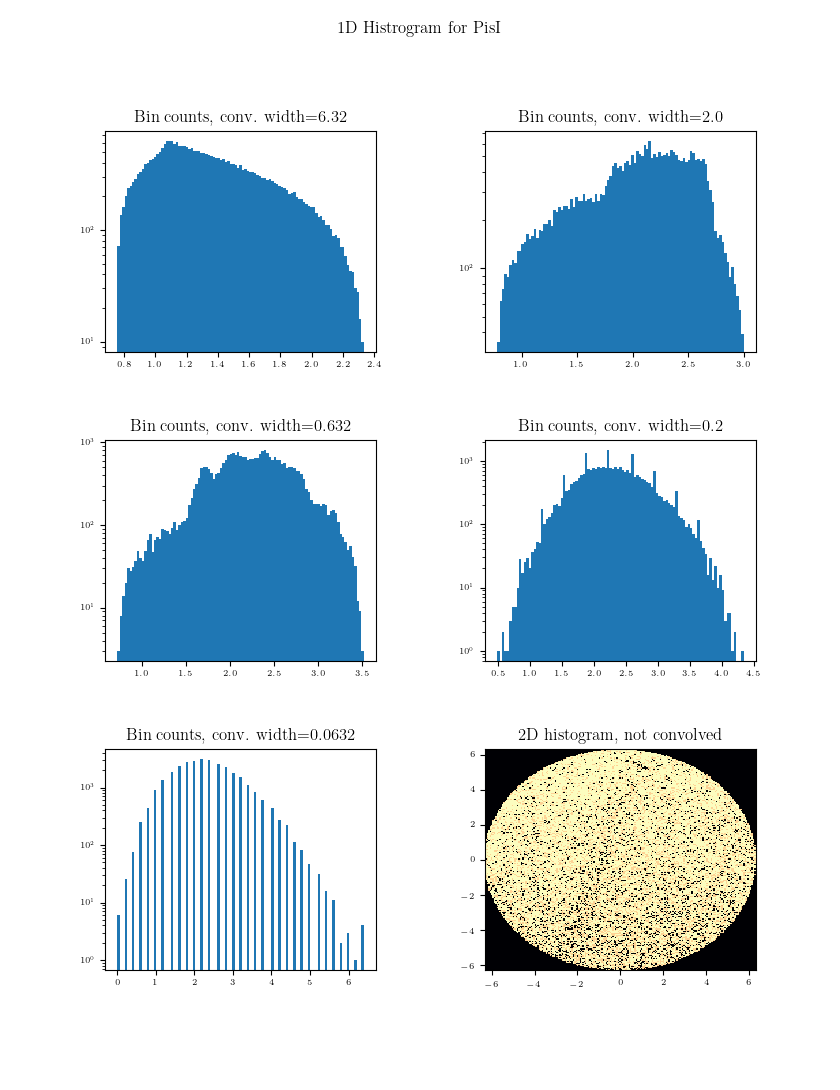 1D Histrogram for PisI
Bin counts, conv. width=6.32
10²
10¹
0.8 1.0 1.2 1.4 1.6 1.8 2.0 2.2 2.4
Bin counts, conv. width=2.0
10²
1.0 1.5 2.0 2.5 3.0
Bin counts, conv. width=0.632
10³
10²
10¹
1.0 1.5 2.0 2.5 3.0 3.5
Bin counts, conv. width=0.2
10³
10²
10¹
10⁰
0.5 1.0 1.5 2.0 2.5 3.0 3.5 4.0 4.5
Bin counts, conv. width=0.0632
10³
10²
10¹
10⁰
0 1 2 3 4 5 6
2D histogram, not convolved
6
4
2
0
−2
−4
−6
−6 −4 −2 0 2 4 6